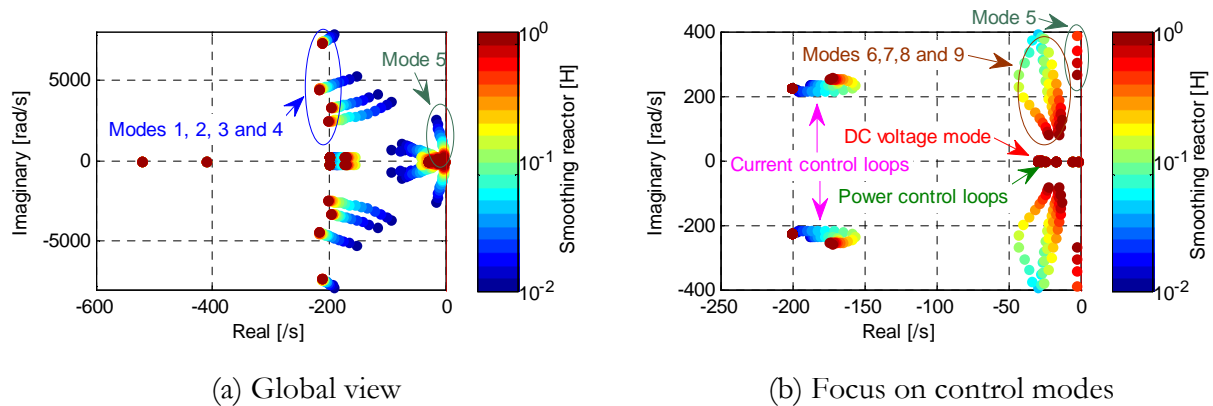 Mode 5
Modes 1, 2, 3 and 4
5000
0
-5000
-600
-400
-200
0
Real [/s]
Imaginary [rad/s]
10^0
10^-1
10^-2
Smoothing reactor [H]
(a) Global view
Mode 5
Modes 6,7,8 and 9
DC voltage mode
Current control loops
Power control loops
400
200
0
-200
-400
-250
-200
-150
-100
-50
0
Real [/s]
Imaginary [rad/s]
10^0
10^-1
10^-2
Smoothing reactor [H]
(b) Focus on control modes